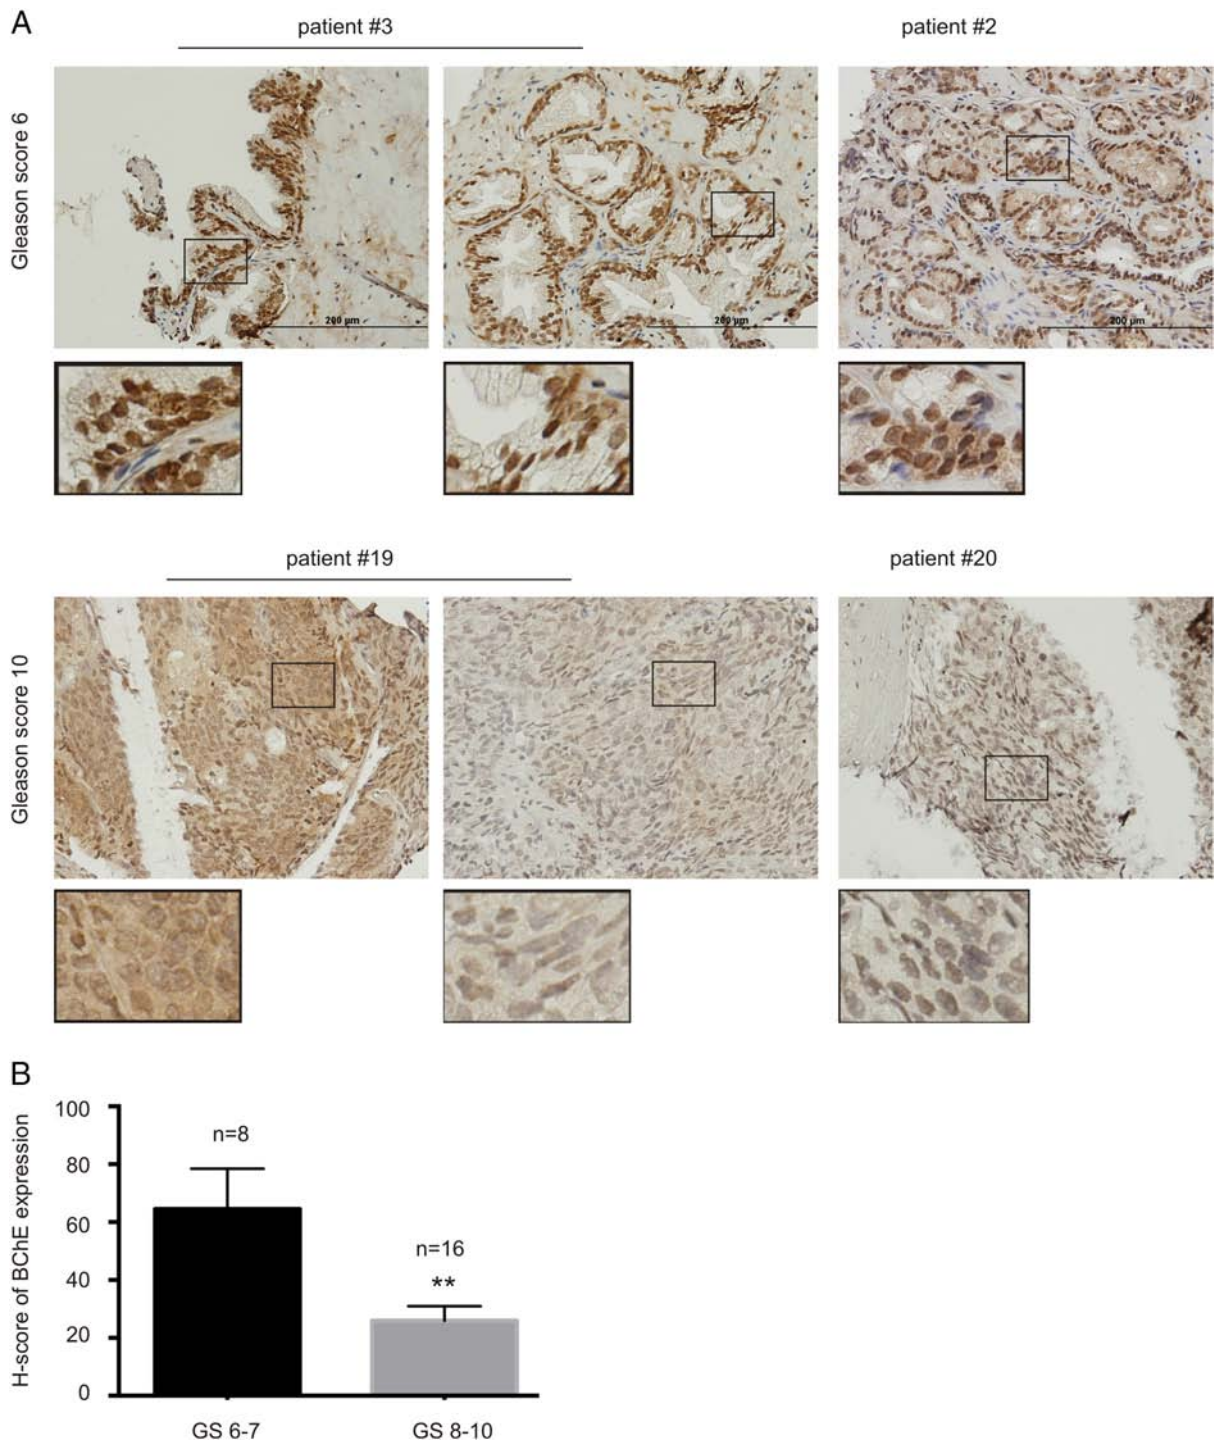 A
patient #3
patient #2
Gleason score 6
200 µm
200 µm
200 µm
patient #19
patient #20
Gleason score 10
B
H-score of BChE expression
100
80
60
40
20
0
n=8
n=16
**
GS 6-7
GS 8-10